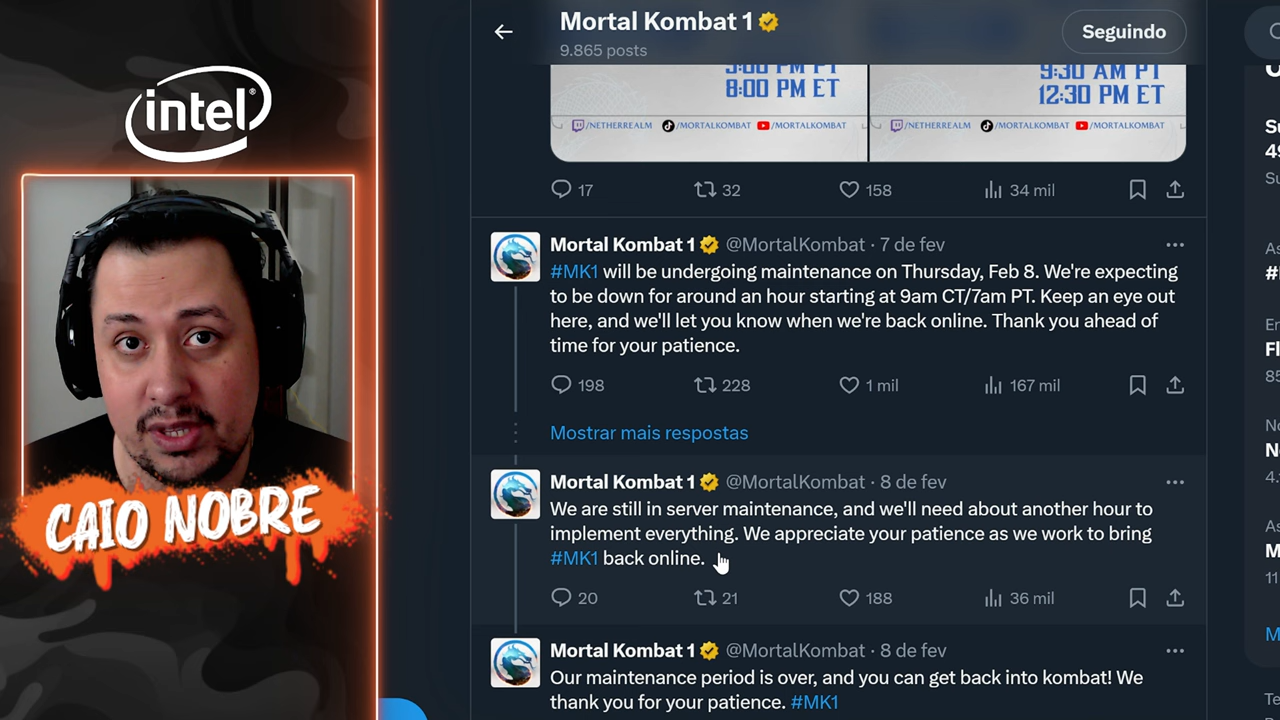 intel®
CAIO NOBRE
Mortal Kombat 1
9.865 posts
Seguindo
5:00 PM PT
8:00 PM ET
9:30 AM PT
12:30 PM ET
/NETHERREALM /MORTALKOMBAT /MORTALKOMBAT
/NETHERREALM /MORTALKOMBAT /MORTALKOMBAT
17 32 158 34 mil
Mortal Kombat 1 @MortalKombat · 7 de fev
#MK1 will be undergoing maintenance on Thursday, Feb 8. We're expecting
to be down for around an hour starting at 9am CT/7am PT. Keep an eye out
here, and we'll let you know when we're back online. Thank you ahead of
time for your patience.
198 228 1 mil 167 mil
Mostrar mais respostas
Mortal Kombat 1 @MortalKombat · 8 de fev
We are still in server maintenance, and we'll need about another hour to
implement everything. We appreciate your patience as we work to bring
#MK1 back online.
20 21 188 36 mil
Mortal Kombat 1 @MortalKombat · 8 de fev
Our maintenance period is over, and you can get back into kombat! We
thank you for your patience. #MK1